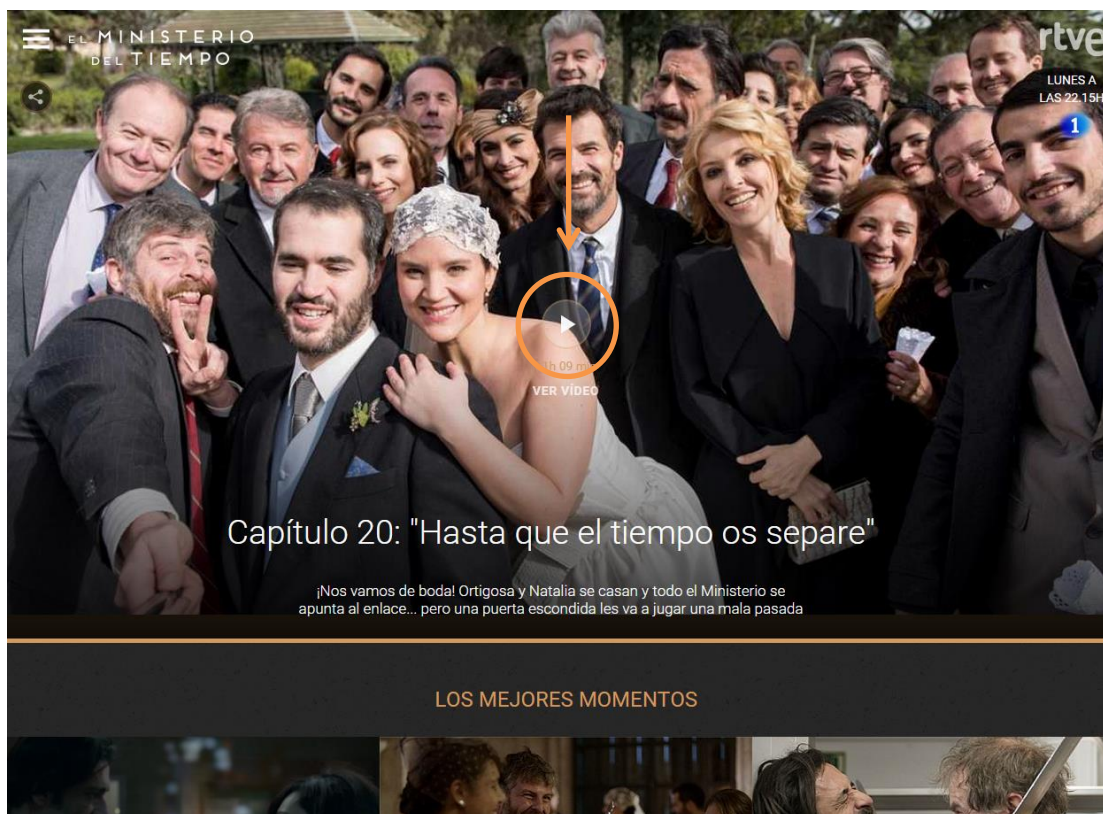 EL MINISTERIO
DEL TIEMPO
rtve
LUNES A
LAS 22.15H
1
1h 09 m
VER VÍDEO
Capítulo 20: "Hasta que el tiempo os separe"
¡Nos vamos de boda! Ortigosa y Natalia se casan y todo el Ministerio se
apunta al enlace... pero una puerta escondida les va a jugar una mala pasada
LOS MEJORES MOMENTOS